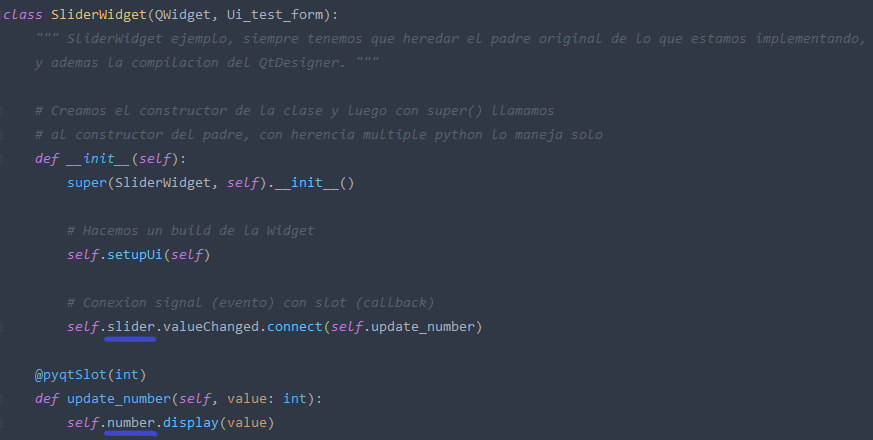 class SliderWidget(QWidget, Ui_test_form):
""" SliderWidget ejemplo, siempre tenemos que heredar el padre original de lo que estamos implementando,
y ademas la compilacion del QtDesigner. """
# Creamos el constructor de la clase y luego con super() llamamos
# al constructor del padre, con herencia multiple python lo maneja solo
def __init__(self):
super(SliderWidget, self).__init__()
# Hacemos un build de la Widget
self.setupUi(self)
# Conexion signal (evento) con slot (callback)
self.slider.valueChanged.connect(self.update_number)
@pyqtSlot(int)
def update_number(self, value: int):
self.number.display(value)